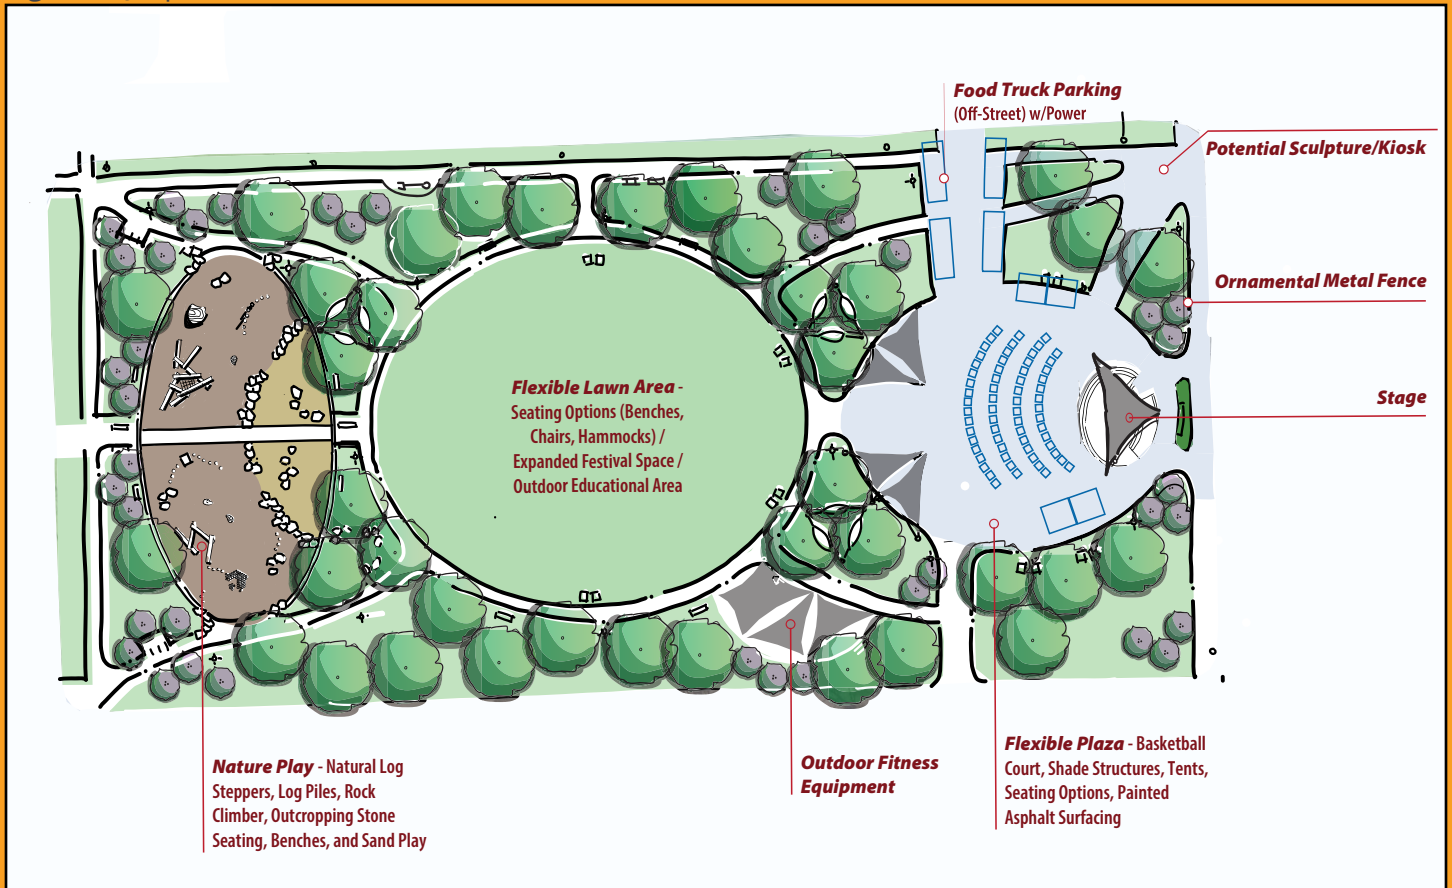 Food Truck Parking
(Off-Street) w/Power
Potential Sculpture/Kiosk
Ornamental Metal Fence
Stage
Flexible Lawn Area -
Seating Options (Benches,
Chairs, Hammocks) /
Expanded Festival Space /
Outdoor Educational Area
Nature Play - Natural Log
Steppers, Log Piles, Rock
Climber, Outcropping Stone
Seating, Benches, and Sand Play
Outdoor Fitness
Equipment
Flexible Plaza - Basketball
Court, Shade Structures, Tents,
Seating Options, Painted
Asphalt Surfacing